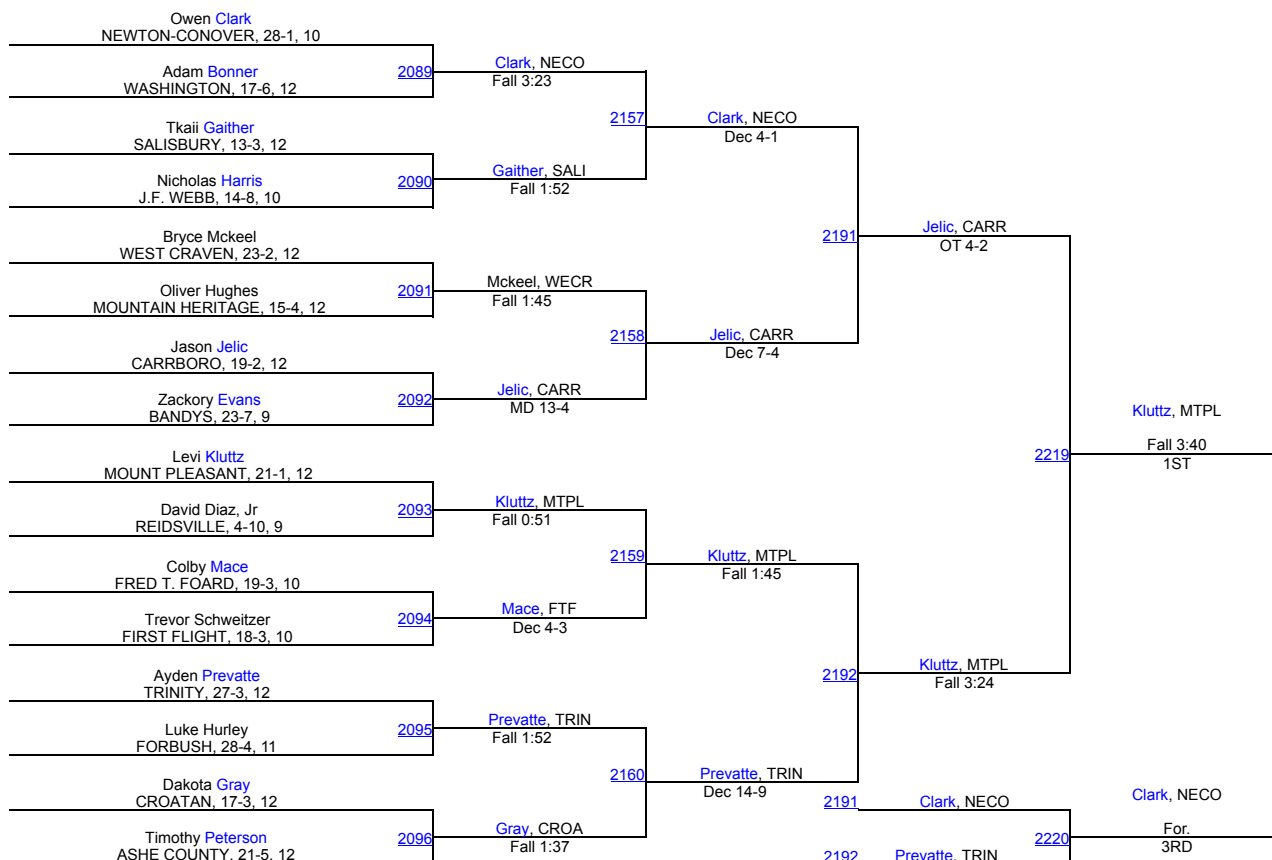 Owen Clark
NEWTON-CONOVER, 28-1, 10
Adam Bonner
WASHINGTON, 17-6, 12
2089
Clark, NECO
Fall 3:23
2157
Clark, NECO
Dec 4-1
Tkaii Gaither
SALISBURY, 13-3, 12
Nicholas Harris
J.F. WEBB, 14-8, 10
2090
Gaither, SALI
Fall 1:52
2191
Jelic, CARR
OT 4-2
Bryce Mckeel
WEST CRAVEN, 23-2, 12
Oliver Hughes
MOUNTAIN HERITAGE, 15-4, 12
2091
Mckeel, WECR
Fall 1:45
2158
Jelic, CARR
Dec 7-4
Jason Jelic
CARRBORO, 19-2, 12
Zackory Evans
BANDYS, 23-7, 9
2092
Jelic, CARR
MD 13-4
2219
Kluttz, MTPL
Fall 3:40
1ST
Levi Kluttz
MOUNT PLEASANT, 21-1, 12
David Diaz, Jr
REIDSVILLE, 4-10, 9
2093
Kluttz, MTPL
Fall 0:51
2159
Kluttz, MTPL
Fall 1:45
Colby Mace
FRED T. FOARD, 19-3, 10
Trevor Schweitzer
FIRST FLIGHT, 18-3, 10
2094
Mace, FTF
Dec 4-3
2192
Kluttz, MTPL
Fall 3:24
Ayden Prevatte
TRINITY, 27-3, 12
Luke Hurley
FORBUSH, 28-4, 11
2095
Prevatte, TRIN
Fall 1:52
2160
Prevatte, TRIN
Dec 14-9
Dakota Gray
CROATAN, 17-3, 12
Timothy Peterson
ASHE COUNTY, 21-5, 12
2096
Gray, CROA
Fall 1:37
2191
Clark, NECO
2192
Prevatte, TRIN
2220
Clark, NECO
For.
3RD